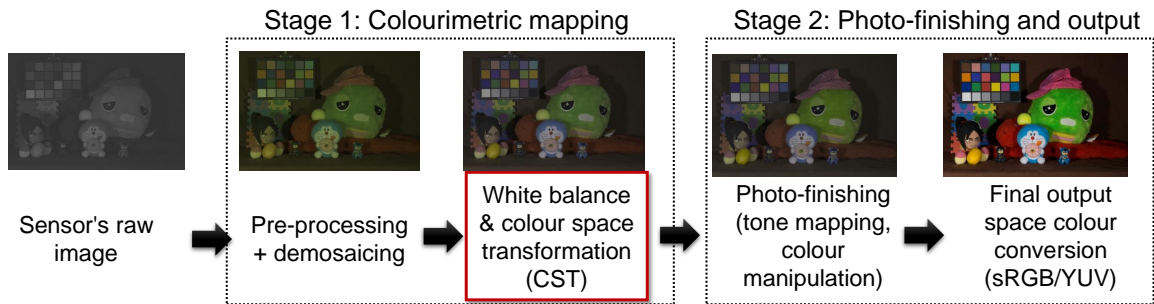 Stage 1: Colourimetric mapping
Stage 2: Photo-finishing and output
Sensor's raw
image
Pre-processing
+ demosaicing
White balance
& colour space
transformation
(CST)
Photo-finishing
(tone mapping,
colour
manipulation)
Final output
space colour
conversion
(sRGB/YUV)